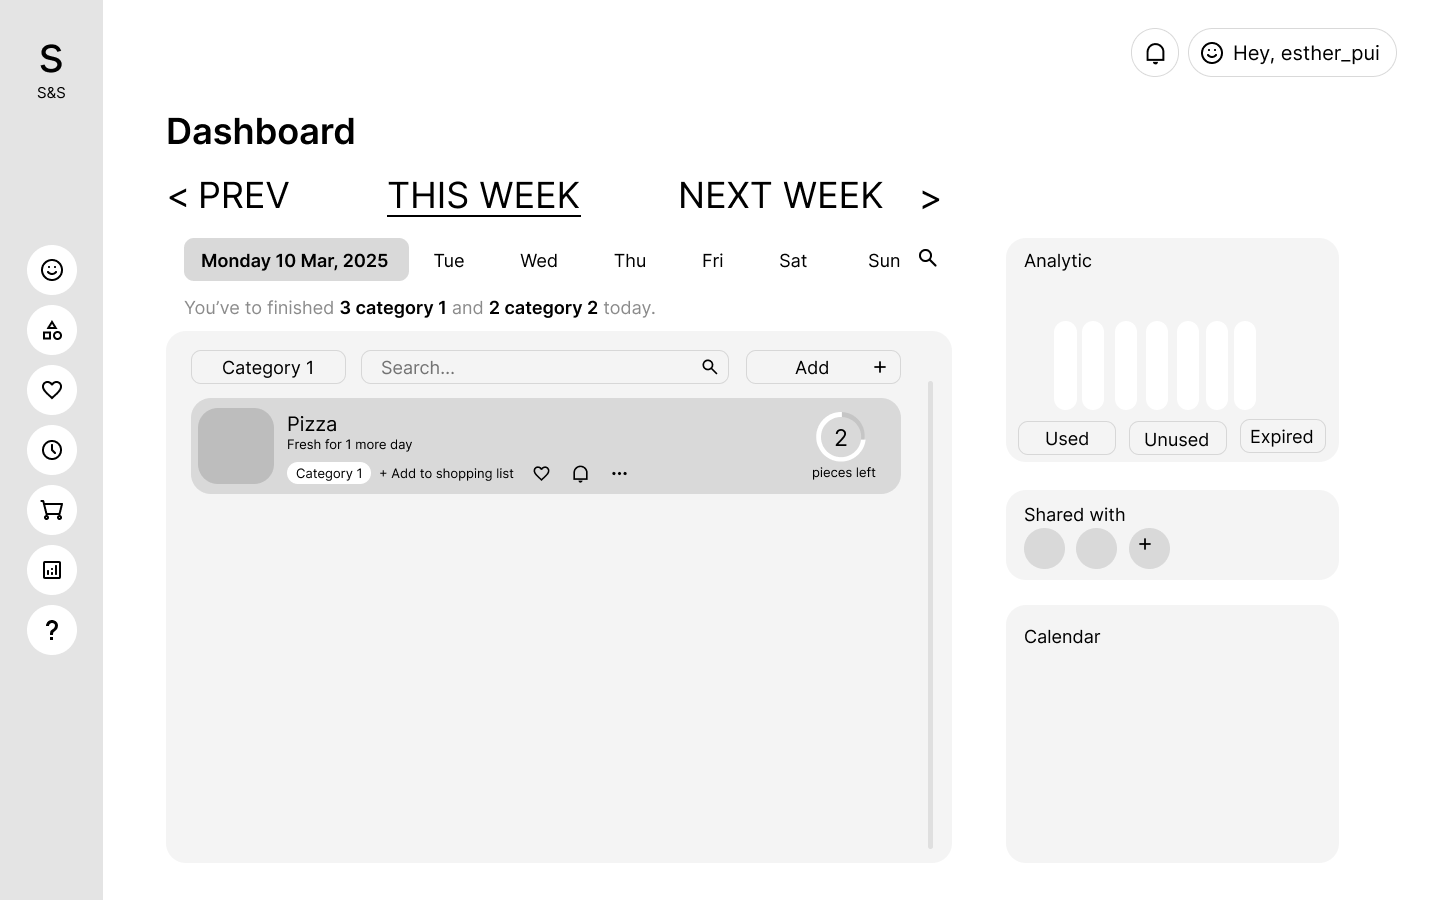 S
S&S
Hey, esther_pui
Dashboard
< PREV THIS WEEK NEXT WEEK >
Monday 10 Mar, 2025 Tue Wed Thu Fri Sat Sun
You’ve to finished 3 category 1 and 2 category 2 today.
Category 1 Search... Add +
Pizza
Fresh for 1 more day
Category 1 + Add to shopping list ...
2
pieces left
Analytic
Used Unused Expired
Shared with
+
Calendar
?